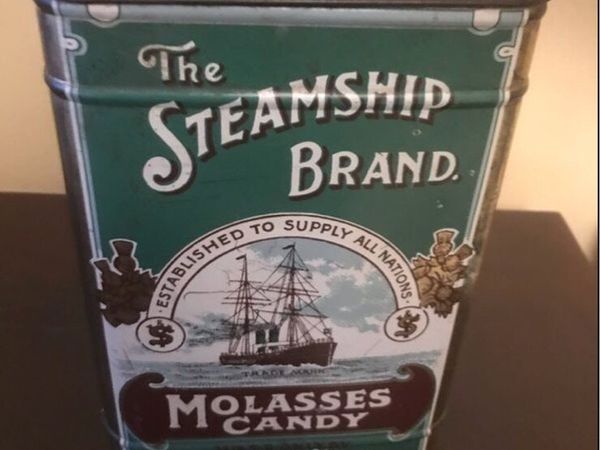 The
STEAMSHIP
BRAND.
· ESTABLISHED TO SUPPLY ALL NATIONS ·
$ $
TRADE MARK
MOLASSES
CANDY